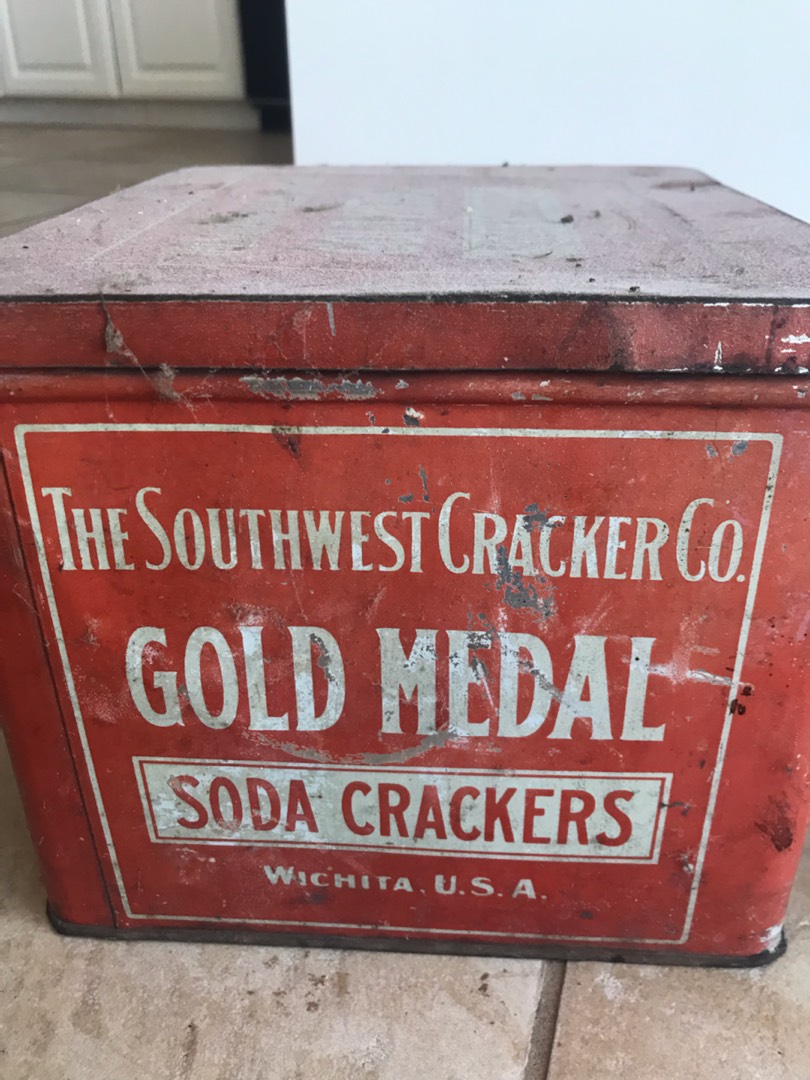 THE SOUTHWEST CRACKER CO.
GOLD MEDAL
SODA CRACKERS
WICHITA, U.S.A.